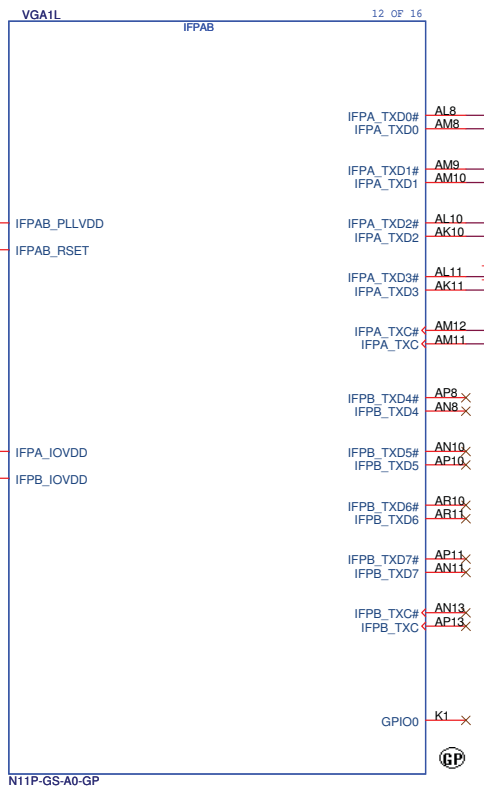 VGA1L 12 OF 16
IFPAB
IFPA_TXD0# AL8
IFPA_TXD0 AM8
IFPA_TXD1# AM9
IFPA_TXD1 AM10
IFPAB_PLLVDD IFPA_TXD2# AL10
IFPA_TXD2 AK10
IFPAB_RSET
IFPA_TXD3# AL11
IFPA_TXD3 AK11
IFPA_TXC# AM12
IFPA_TXC AM11
IFPB_TXD4# AP8
IFPB_TXD4 AN8
IFPA_IOVDD IFPB_TXD5# AN10
IFPB_TXD5 AP10
IFPB_IOVDD
IFPB_TXD6# AR10
IFPB_TXD6 AR11
IFPB_TXD7# AP11
IFPB_TXD7 AN11
IFPB_TXC# AN13
IFPB_TXC AP13
GPIO0 K1
GP
N11P-GS-A0-GP